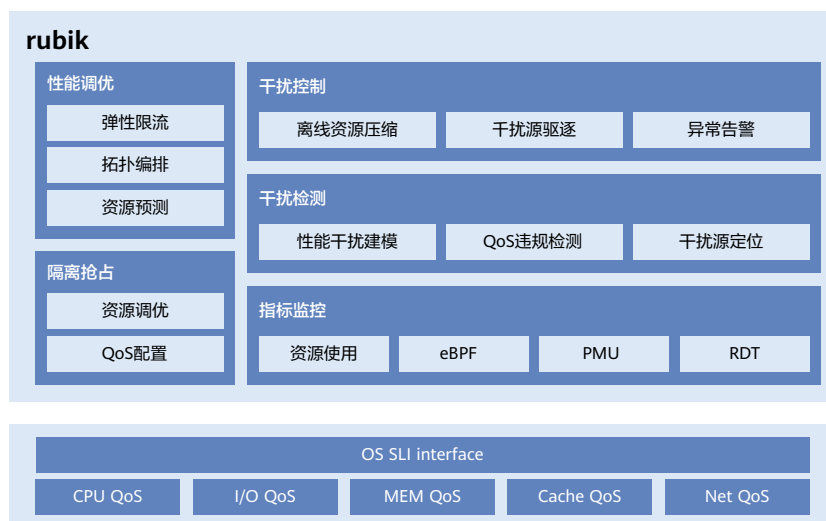 rubik
性能调优
弹性限流
拓扑编排
资源预测
隔离抢占
资源调优
QoS配置
干扰控制
离线资源压缩
干扰源驱逐
异常告警
干扰检测
性能干扰建模
QoS违规检测
干扰源定位
指标监控
资源使用
eBPF
PMU
RDT
OS SLI interface
CPU QoS
I/O QoS
MEM QoS
Cache QoS
Net QoS